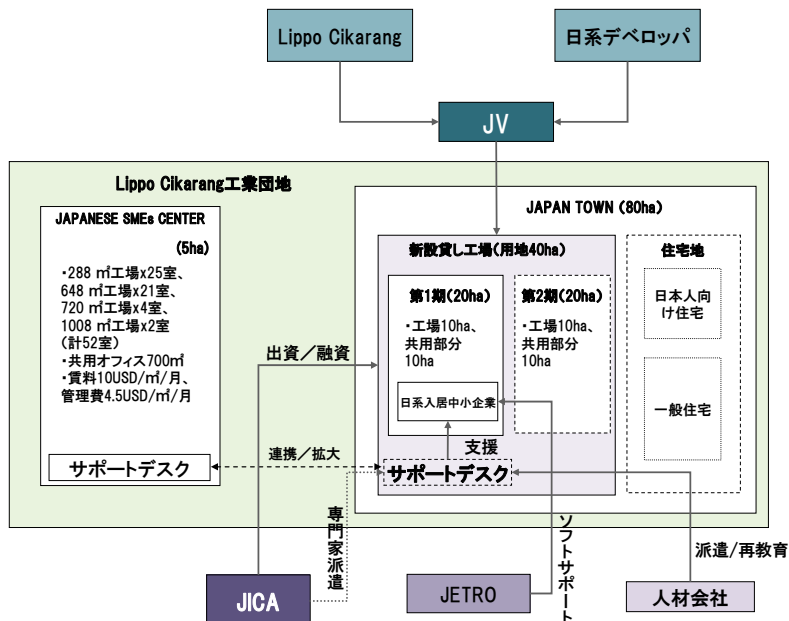 Lippo Cikarang
日系デベロッパ
JV
Lippo Cikarang工業団地
JAPANESE SMEs CENTER
(5ha)
・288 ㎡工場x25室、
648 ㎡工場x21室、
720 ㎡工場x4室、
1008 ㎡工場x2室
(計52室)
・共用オフィス700㎡
・賃料10USD/㎡/月、
管理費4.5USD/㎡/月
サポートデスク
JAPAN TOWN (80ha)
新設貸し工場(用地40ha)
第1期(20ha)
・工場10ha、
共用部分
10ha
日系入居中小企業
第2期(20ha)
・工場10ha、
共用部分
10ha
住宅地
日本人向
け住宅
一般住宅
出資／融資
連携／拡大
支援
サポートデスク
専門家派遣
ソフトサポート
派遣/再教育
JICA
JETRO
人材会社